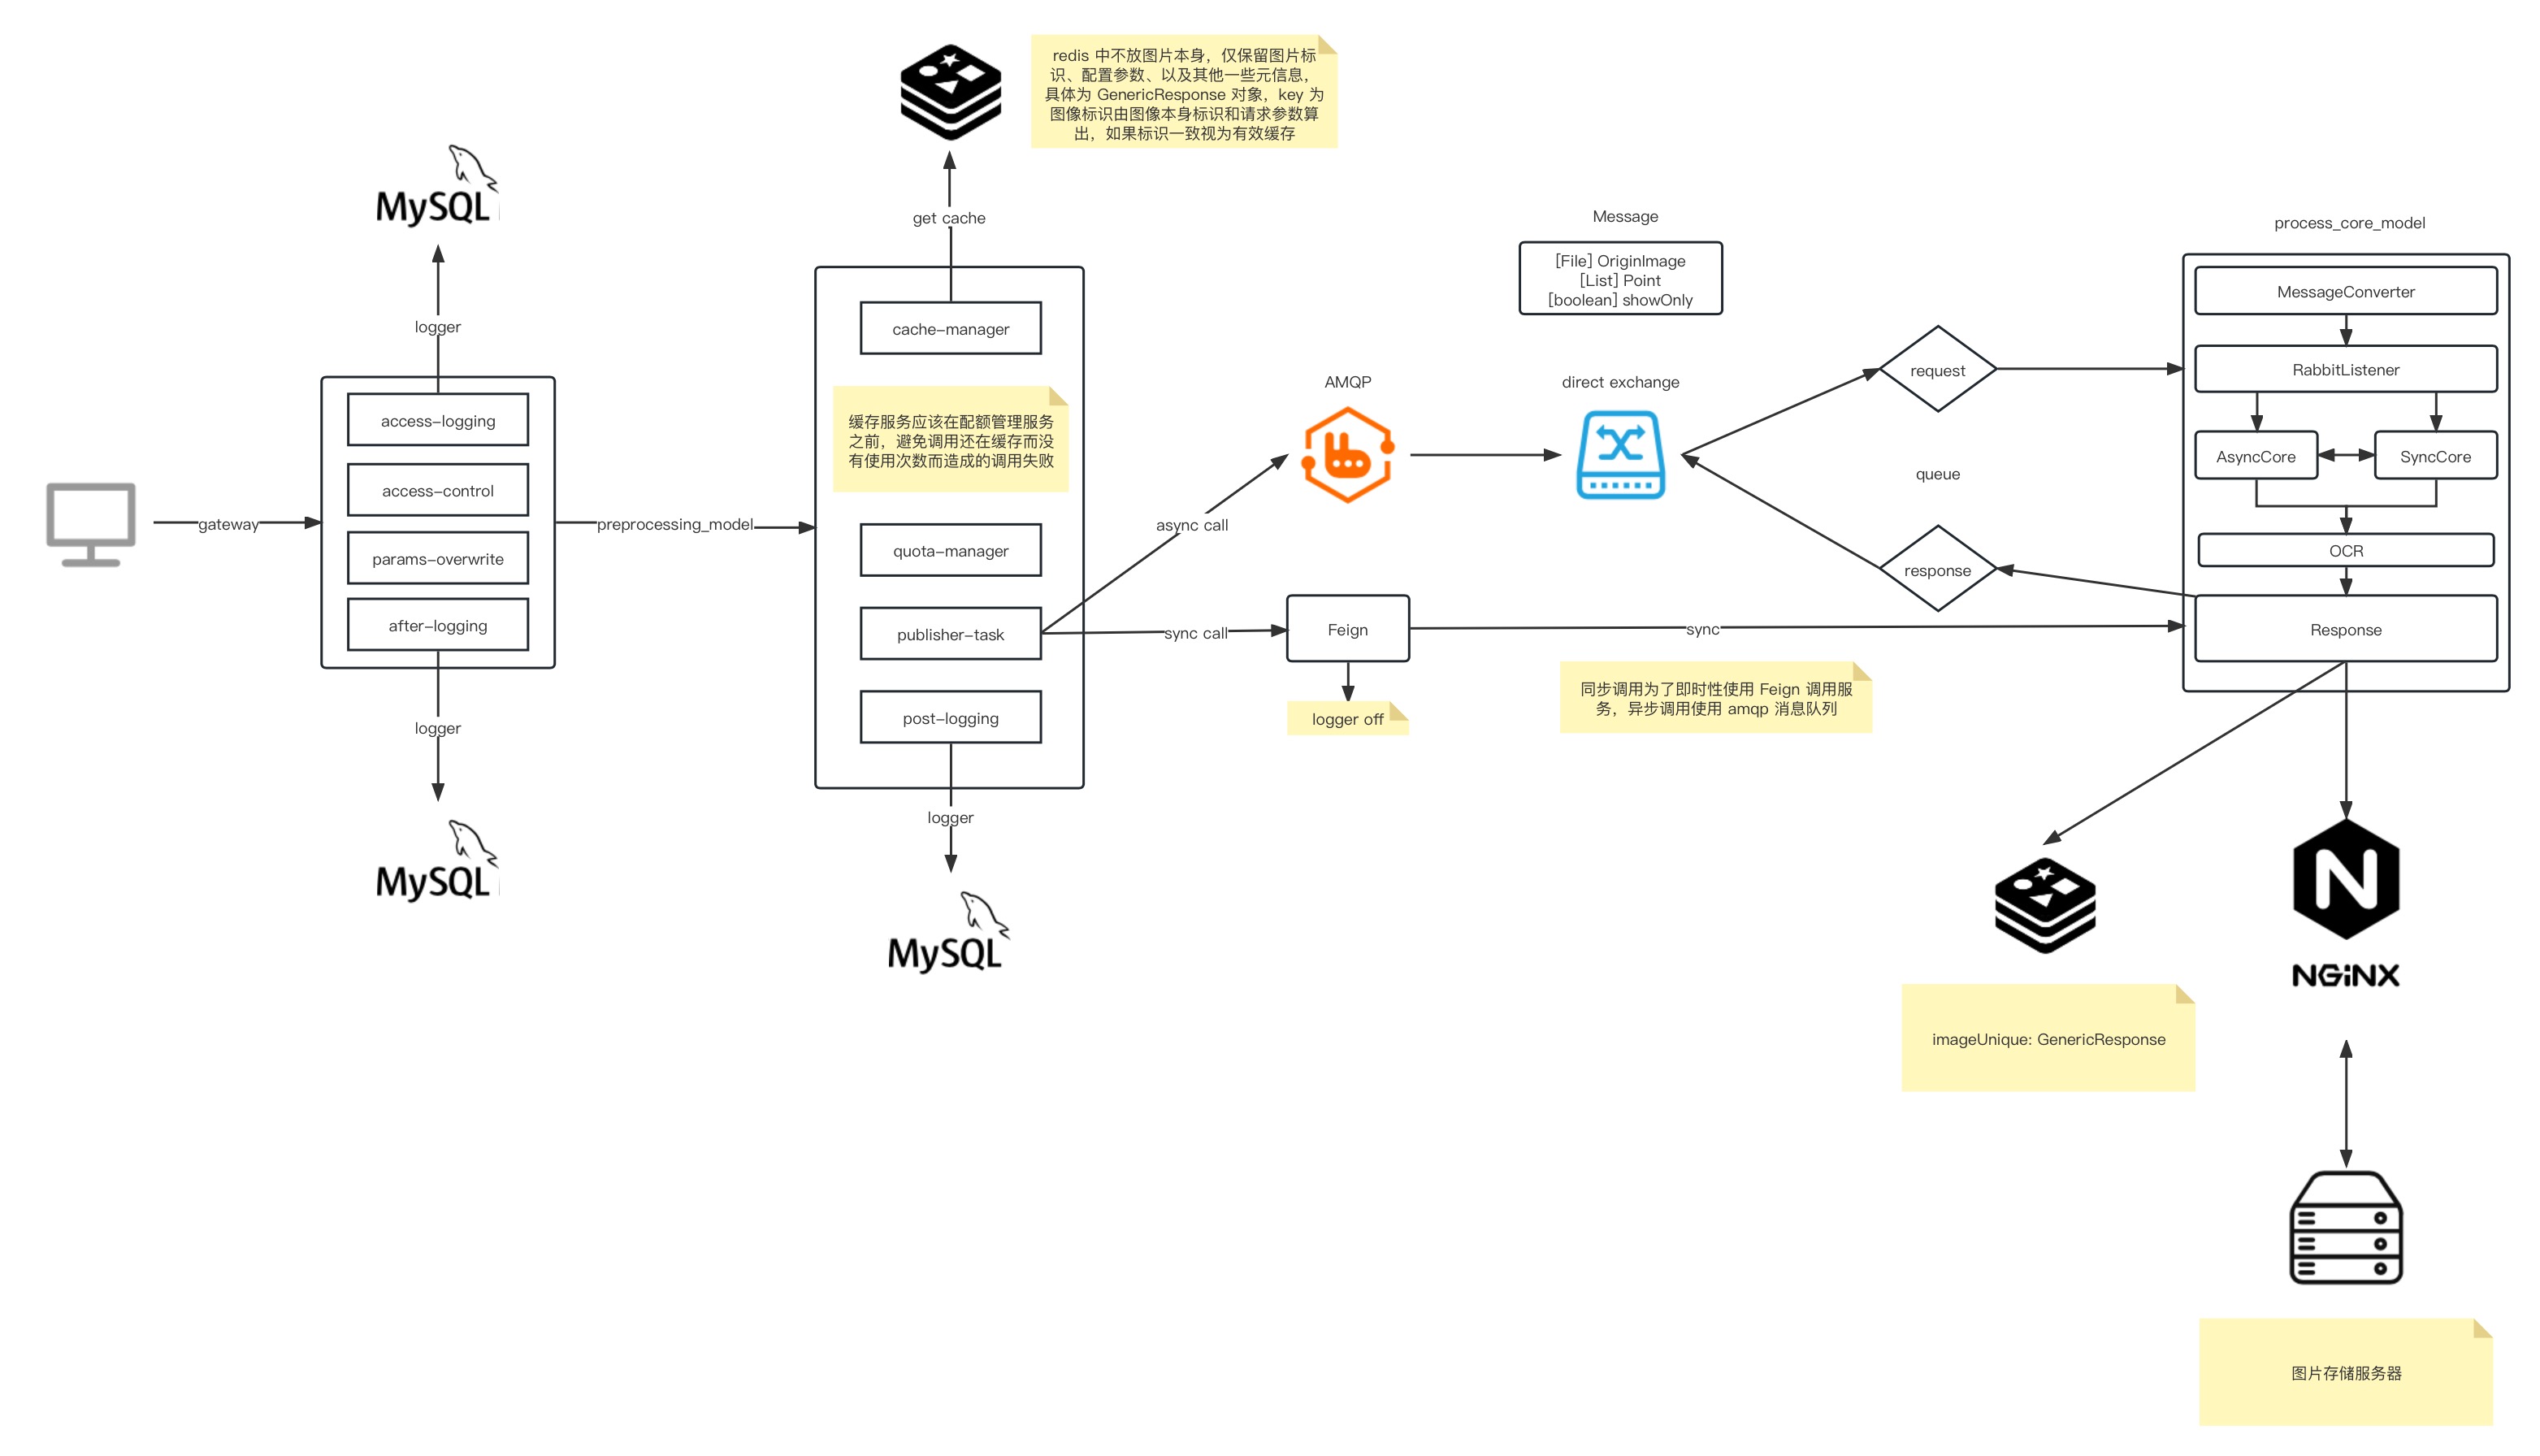 redis 中不放图片本身，仅保留图片标
识、配置参数、以及其他一些元信息，
具体为 GenericResponse 对象，key 为
图像标识由图像本身标识和请求参数算
出，如果标识一致视为有效缓存
MySQL
logger
access-logging
access-control
params-overwrite
after-logging
logger
MySQL
gateway
preprocessing_model
get cache
cache-manager
缓存服务应该在配额管理服务
之前，避免调用还在缓存而没
有使用次数而造成的调用失败
quota-manager
publisher-task
post-logging
logger
MySQL
async call
sync call
AMQP
Feign
logger off
Message
[File] OriginImage
[List] Point
[boolean] showOnly
direct exchange
request
queue
response
sync
同步调用为了即时性使用 Feign 调用服
务，异步调用使用 amqp 消息队列
process_core_model
MessageConverter
RabbitListener
AsyncCore
SyncCore
OCR
Response
NGiNX
imageUnique: GenericResponse
图片存储服务器